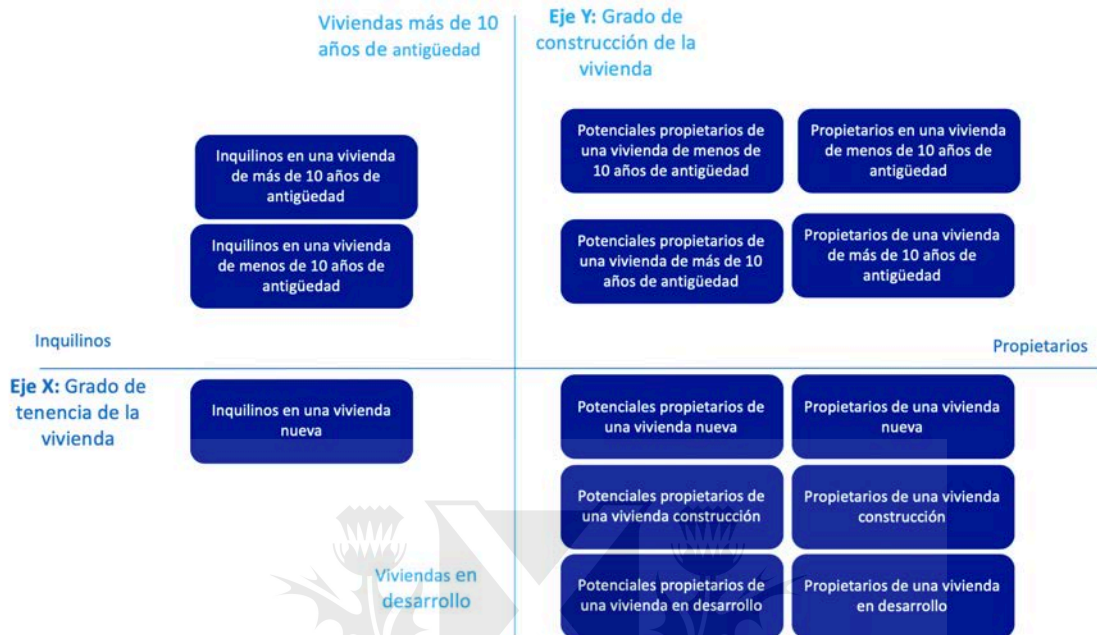 Viviendas más de 10
años de antigüedad
Eje Y: Grado de
construcción de la
vivienda
Inquilinos en una vivienda
de más de 10 años de
antigüedad
Potenciales propietarios de
una vivienda de menos de
10 años de antigüedad
Propietarios en una vivienda
de menos de 10 años de
antigüedad
Inquilinos en una vivienda
de menos de 10 años de
antigüedad
Potenciales propietarios de
una vivienda de más de 10
años de antigüedad
Propietarios de una vivienda
de más de 10 años de
antigüedad
Inquilinos
Propietarios
Eje X: Grado de
tenencia de la
vivienda
Inquilinos en una vivienda
nueva
Potenciales propietarios de
una vivienda nueva
Propietarios de una vivienda
nueva
Potenciales propietarios de
una vivienda construcción
Propietarios de una vivienda
construcción
Viviendas en
desarrollo
Potenciales propietarios de
una vivienda en desarrollo
Propietarios de una vivienda
en desarrollo